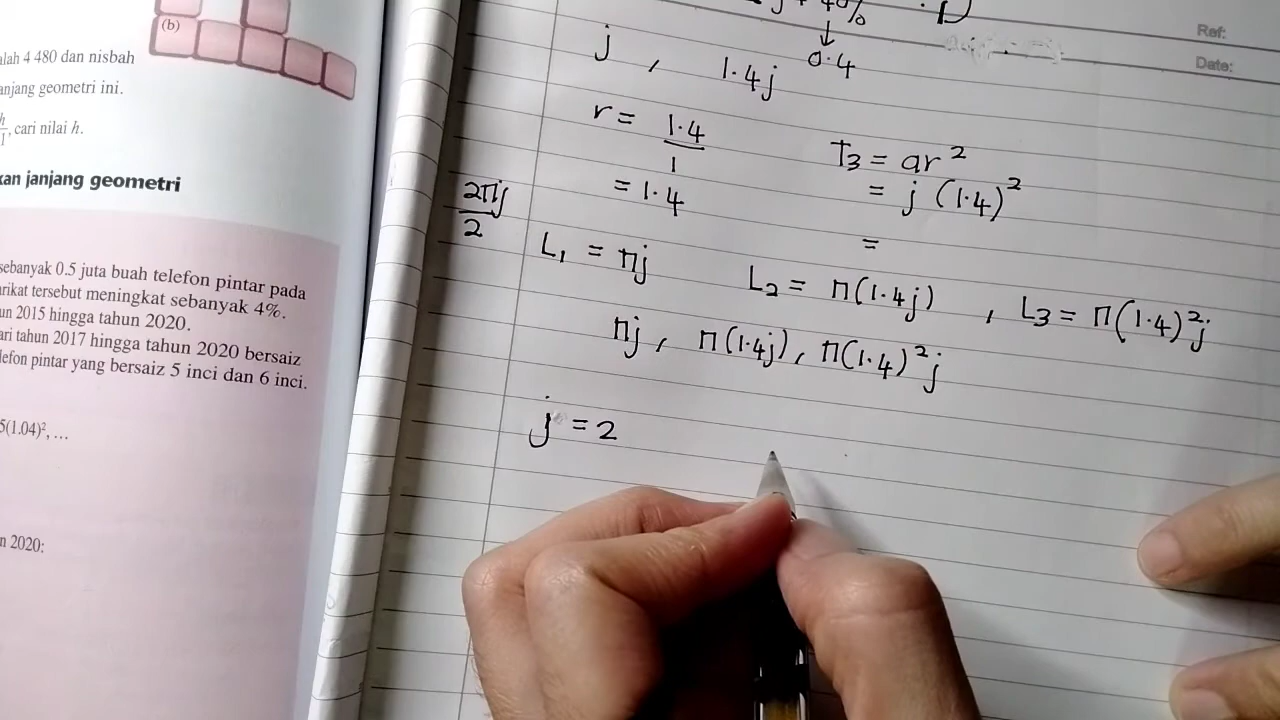 (b)
lah 4 480 dan nisbah
anjang geometri ini.
h/1, cari nilai h.
kan janjang geometri
sebanyak 0.5 juta buah telefon pintar pada
arikat tersebut meningkat sebanyak 4%.
un 2015 hingga tahun 2020.
ari tahun 2017 hingga tahun 2020 bersaiz
lefon pintar yang bersaiz 5 inci dan 6 inci.
5(1.04)², …
n 2020:
Ref:
Date:
j + 40%
↓
0.4
j , 1.4j
r = 1.4/1
= 1.4
T₃ = ar²
= j (1.4)²
=
2πj/2
L₁ = πj L₂ = π(1.4j) , L₃ = π(1.4)²j
πj , π(1.4j), π(1.4)²j
j = 2